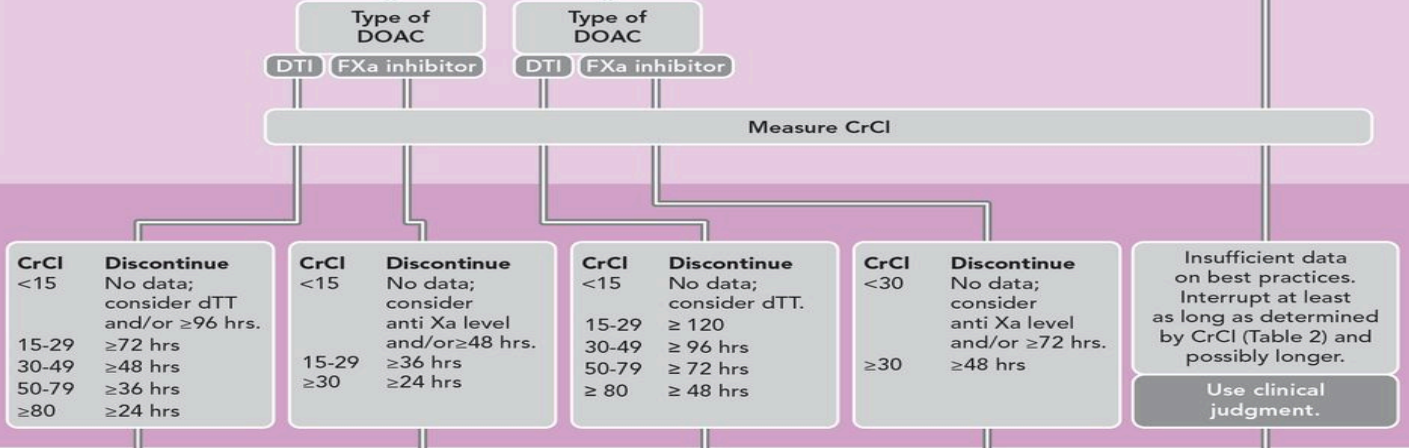 Type of
DOAC
DTI
FXa inhibitor
Type of
DOAC
DTI
FXa inhibitor
Measure CrCl
CrCl Discontinue
<15 No data;
consider dTT
and/or ≥96 hrs.
15-29 ≥72 hrs
30-49 ≥48 hrs
50-79 ≥36 hrs
≥80 ≥24 hrs
CrCl Discontinue
<15 No data;
consider
anti Xa level
and/or≥48 hrs.
15-29 ≥36 hrs
≥30 ≥24 hrs
CrCl Discontinue
<15 No data;
consider dTT.
15-29 ≥ 120
30-49 ≥ 96 hrs
50-79 ≥ 72 hrs
≥ 80 ≥ 48 hrs
CrCl Discontinue
<30 No data;
consider
anti Xa level
and/or ≥72 hrs.
≥30 ≥48 hrs
Insufficient data
on best practices.
Interrupt at least
as long as determined
by CrCl (Table 2) and
possibly longer.
Use clinical
judgment.